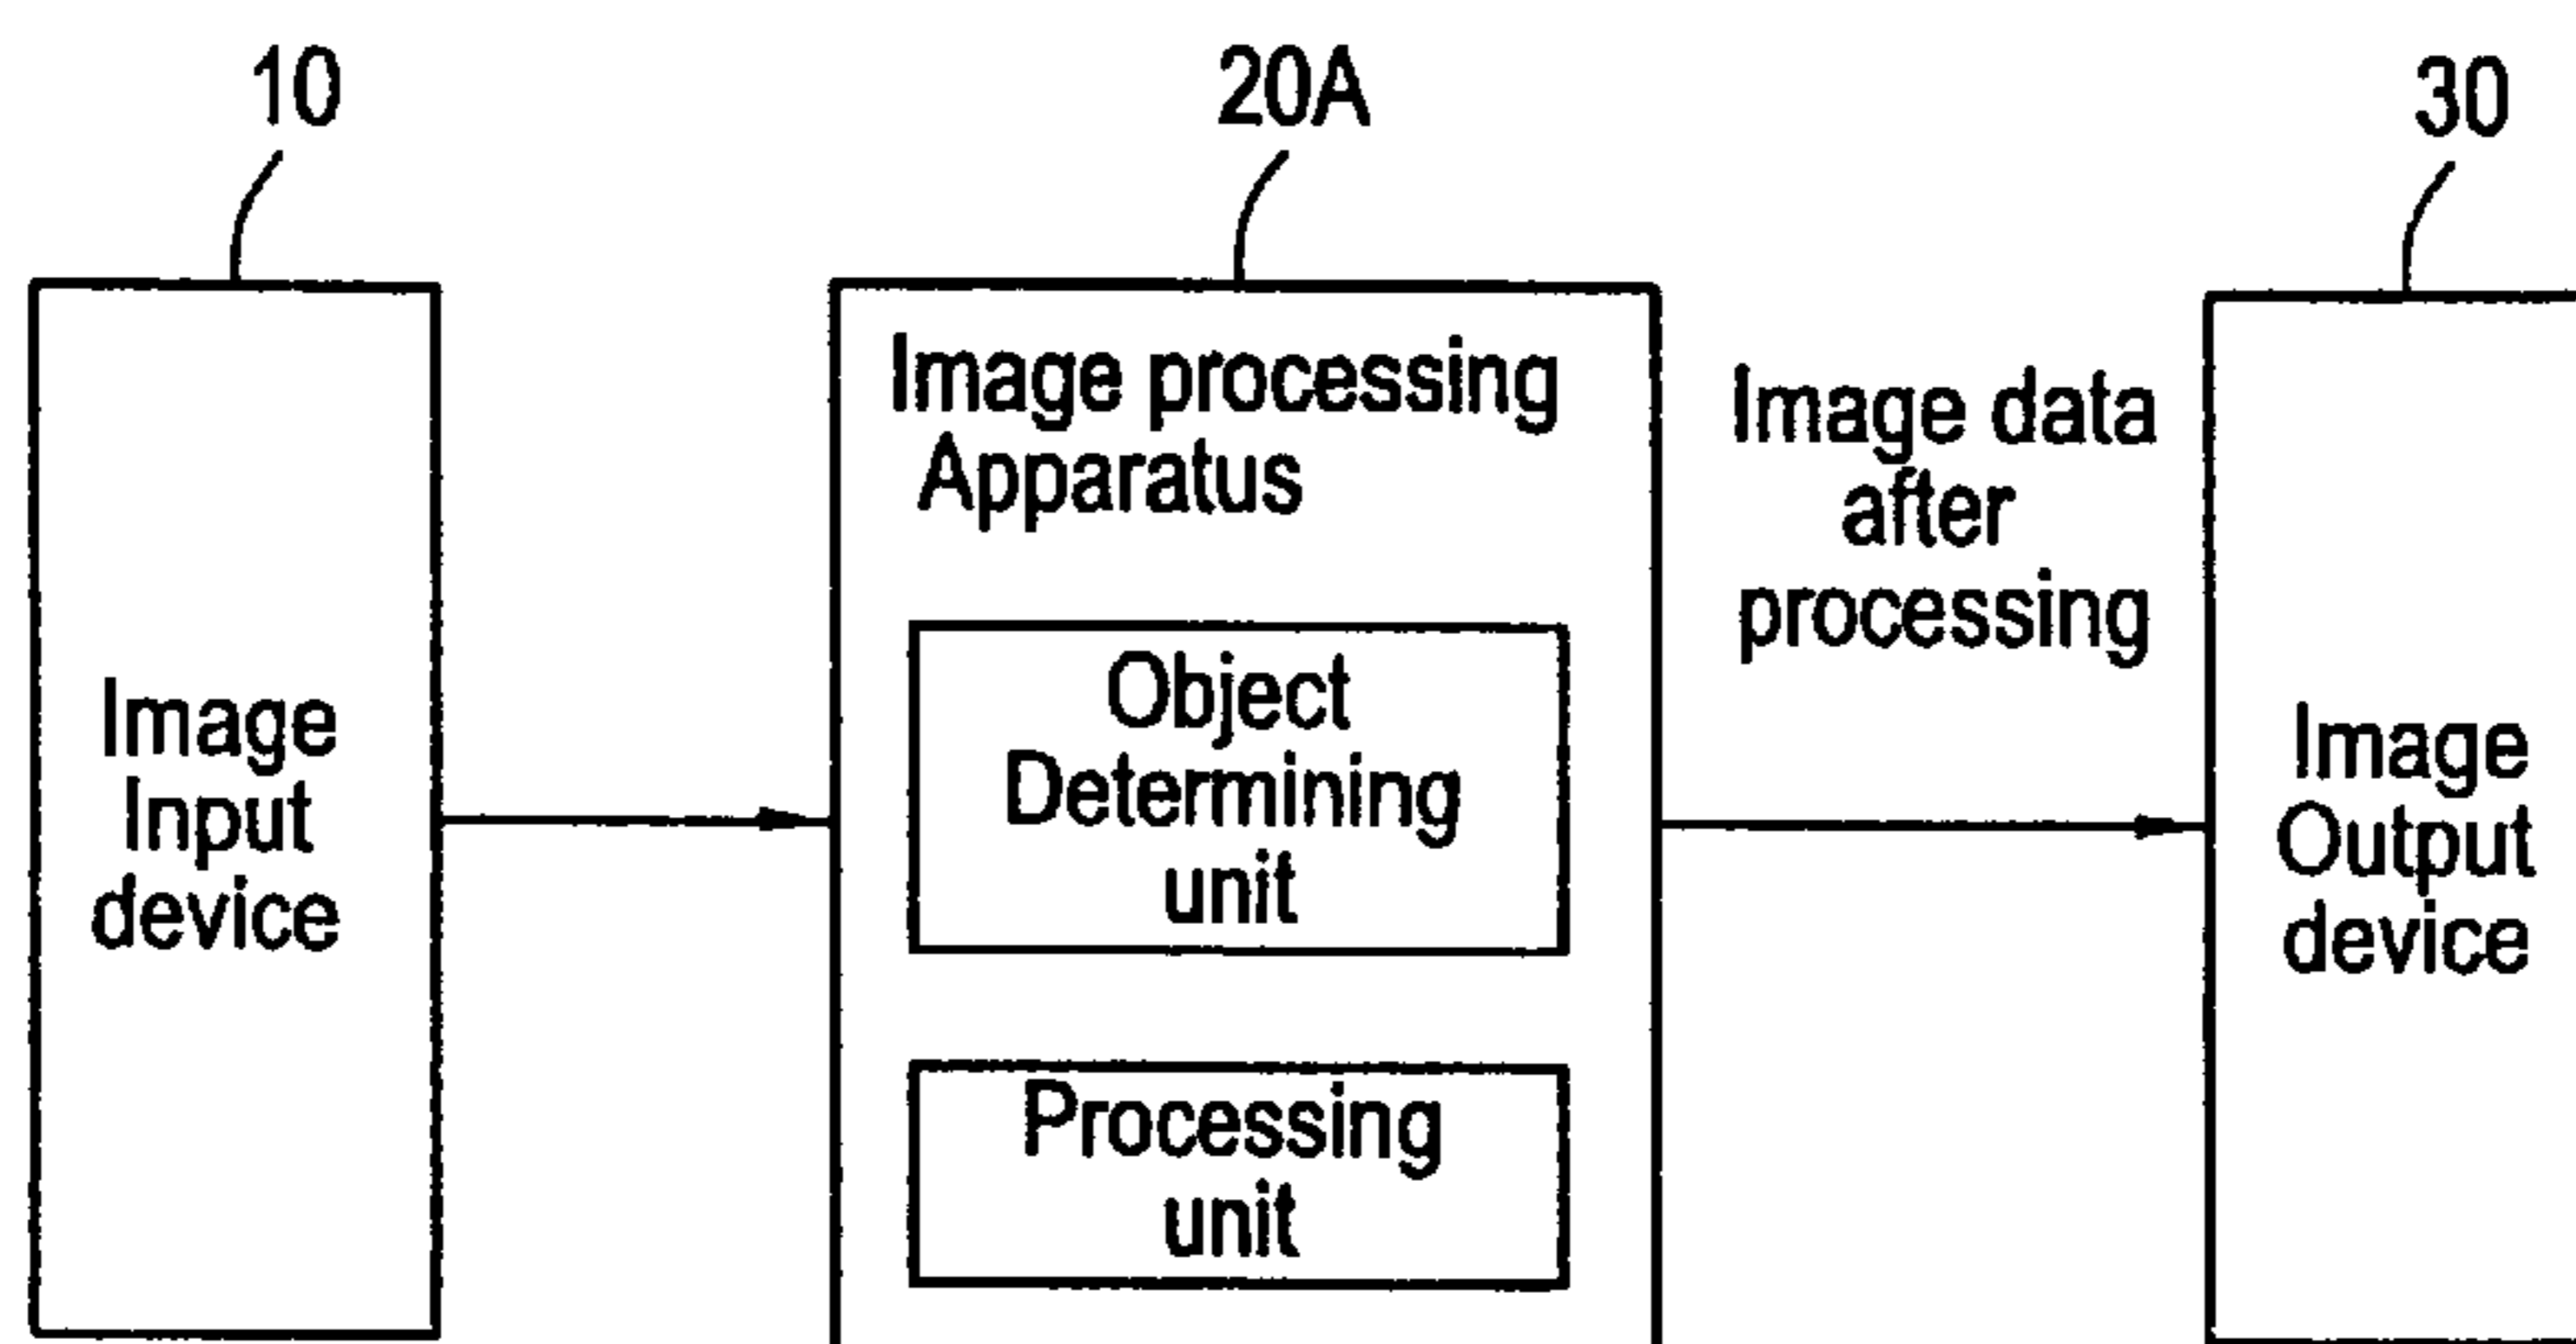 10
20A
30
Image processing
Apparatus
Image data
after
processing
Image
Input
device
Object
Determining
unit
Processing
unit
Image
Output
device